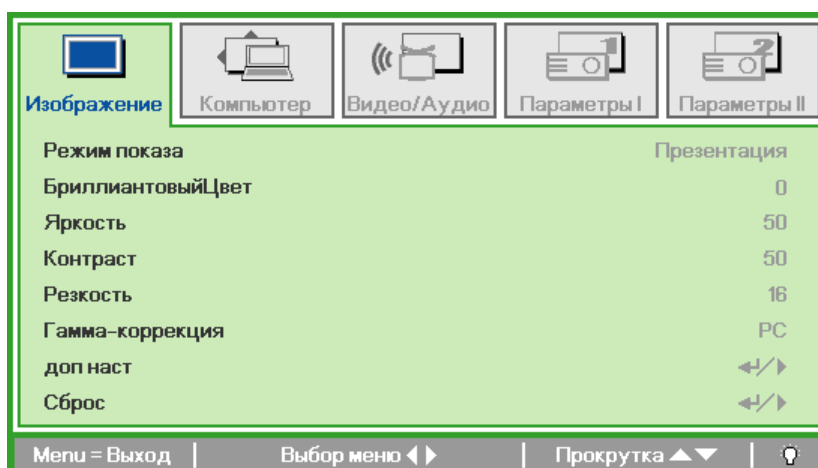 Изображение Компьютер Видео/Аудио Параметры I Параметры II
Режим показа Презентация
БриллиантовыйЦвет 0
Яркость 50
Контраст 50
Резкость 16
Гамма-коррекция PC
доп наст
Сброс
Menu = Выход Выбор меню Прокрутка